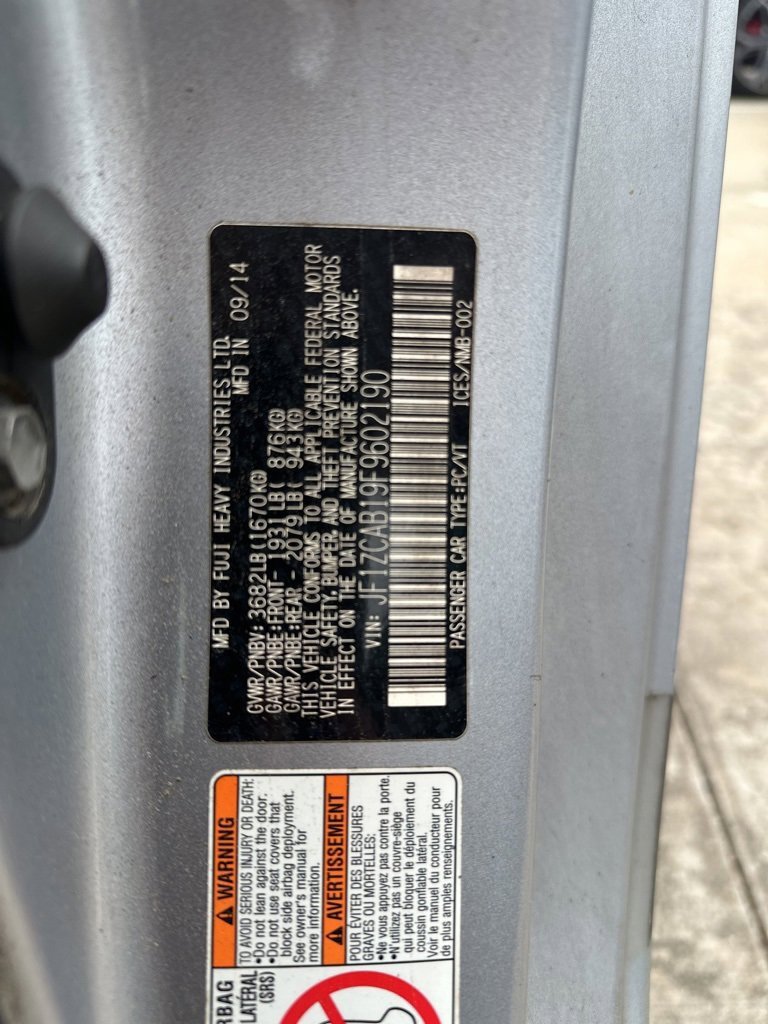 MFD BY FUJI HEAVY INDUSTRIES LTD.
MFD IN 09/14
GVWR/PNBV: 3682LB(1670KG)
GAWR/PNBE:FRONT- 1931LB( 876KG)
GAWR/PNBE:REAR - 2079LB( 943KG)
THIS VEHICLE CONFORMS TO ALL APPLICABLE FEDERAL MOTOR
VEHICLE SAFETY,BUMPER,AND THEFT PREVENTION STANDARDS
IN EFFECT ON THE DATE OF MANUFACTURE SHOWN ABOVE.
VIN: JF1ZCAB19F9602190
PASSENGER CAR TYPE:PC/VT ICES/NMB-002
WARNING
TO AVOID SERIOUS INJURY OR DEATH:
•Do not lean against the door.
•Do not use seat covers that
block side airbag deployment.
See owner's manual for
more information.
AVERTISSEMENT
POUR ÉVITER DES BLESSURES
GRAVES OU MORTELLES:
•Ne vous appuyez pas contre la porte.
•N'utilizez pas un couvre-siège
qui peut bloquer le déploiement du
coussin gonflable latéral.
Voir le manuel du conducteur pour
de plus amples renseignements.
LATÉRAL
(SRS)